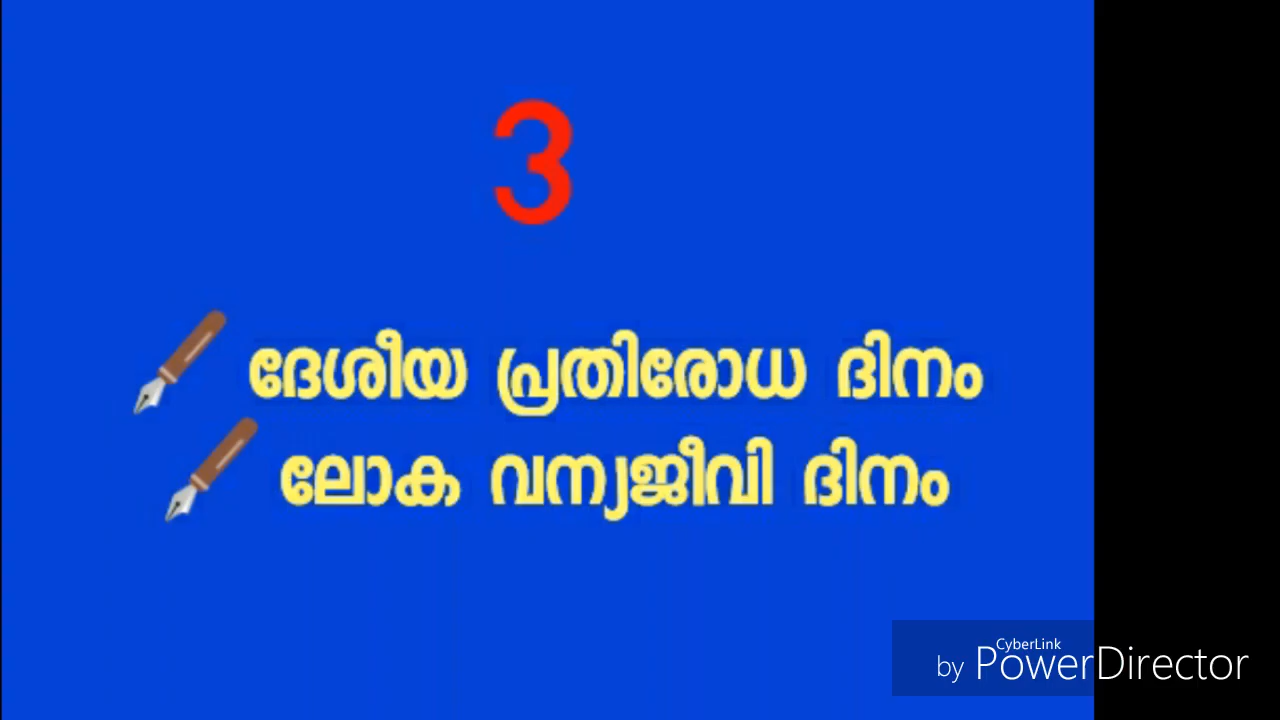 3
ദേശീയ പ്രതിരോധ ദിനം
ലോക വന്യജീവി ദിനം
CyberLink
by PowerDirector